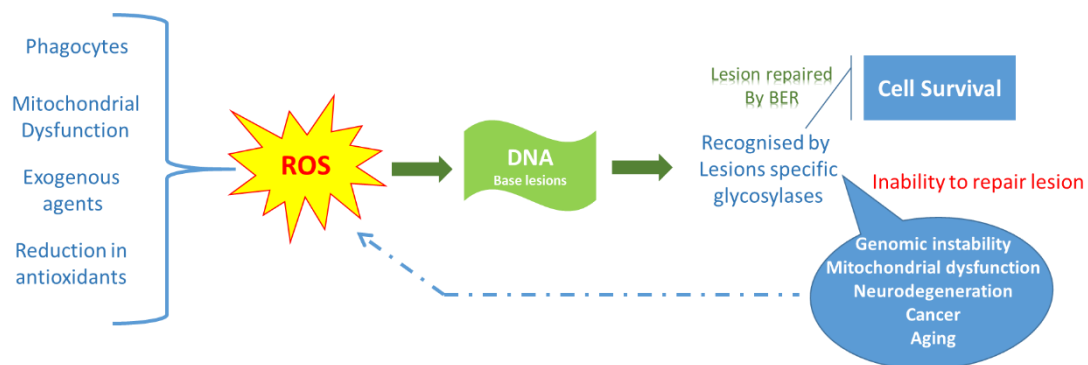 Phagocytes
Mitochondrial
Dysfunction
Exogenous
agents
Reduction in
antioxidants
ROS
DNA
Base lesions
Lesion repaired
By BER
Cell Survival
Recognised by
Lesions specific
glycosylases
Inability to repair lesion
Genomic instability
Mitochondrial dysfunction
Neurodegeneration
Cancer
Aging